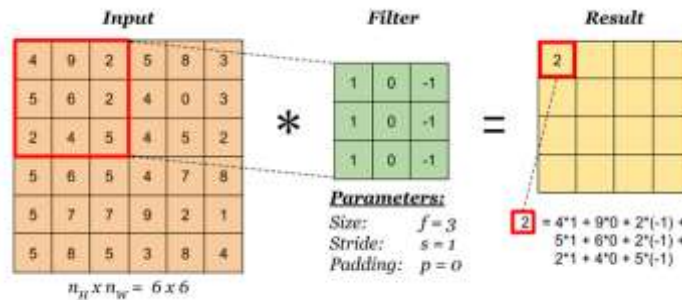 Input
Filter
Result
4 9 2 5 8 3
5 6 2 4 0 3
2 4 5 4 5 2
5 6 5 4 7 8
5 7 7 9 2 1
5 8 5 3 8 4
n_H x n_W = 6 x 6
*
1 0 -1
1 0 -1
1 0 -1
Parameters:
Size: f = 3
Stride: s = 1
Padding: p = 0
=
2
2 = 4*1 + 9*0 + 2*(-1) +
5*1 + 6*0 + 2*(-1) +
2*1 + 4*0 + 5*(-1)